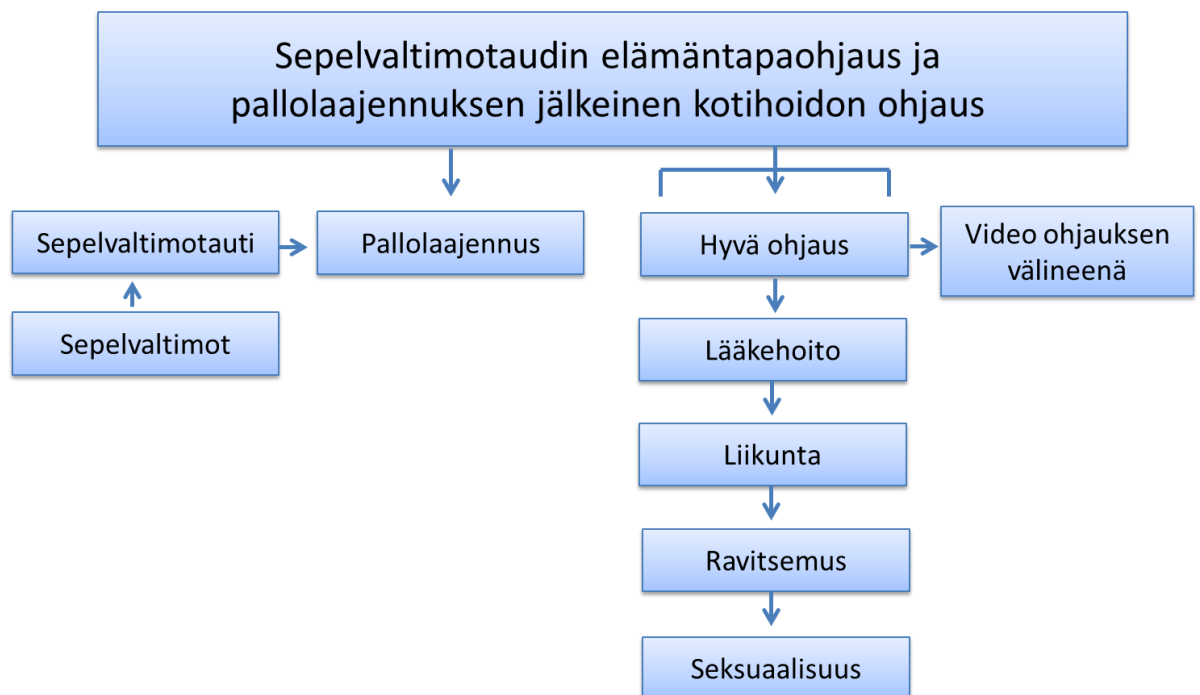 Sepelvaltimotaudin elämäntapaohjaus ja
pallolaajennuksen jälkeinen kotihoidon ohjaus
Sepelvaltimotauti
Pallolaajennus
Hyvä ohjaus
Video ohjauksen
välineenä
Sepelvaltimot
Lääkehoito
Liikunta
Ravitsemus
Seksuaalisuus